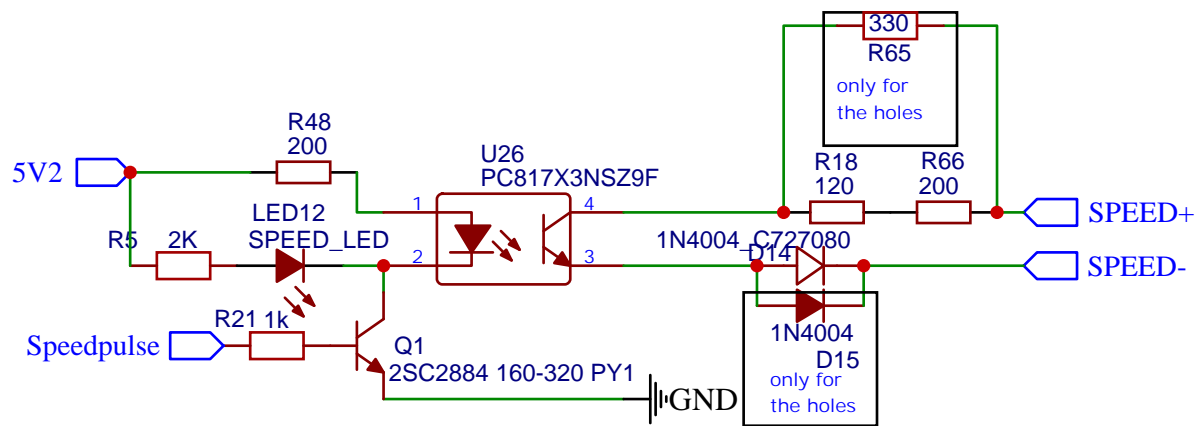 330
R65
only for
the holes
R48
200
U26
PC817X3NSZ9F
R18
120
R66
200
5V2
1
4
SPEED+
LED12
SPEED_LED
R5
2K
1N4004_C727080
D14
2
3
SPEED-
R21
1k
1N4004
D15
Speedpulse
Q1
2SC2884 160-320 PY1
only for
the holes
GND